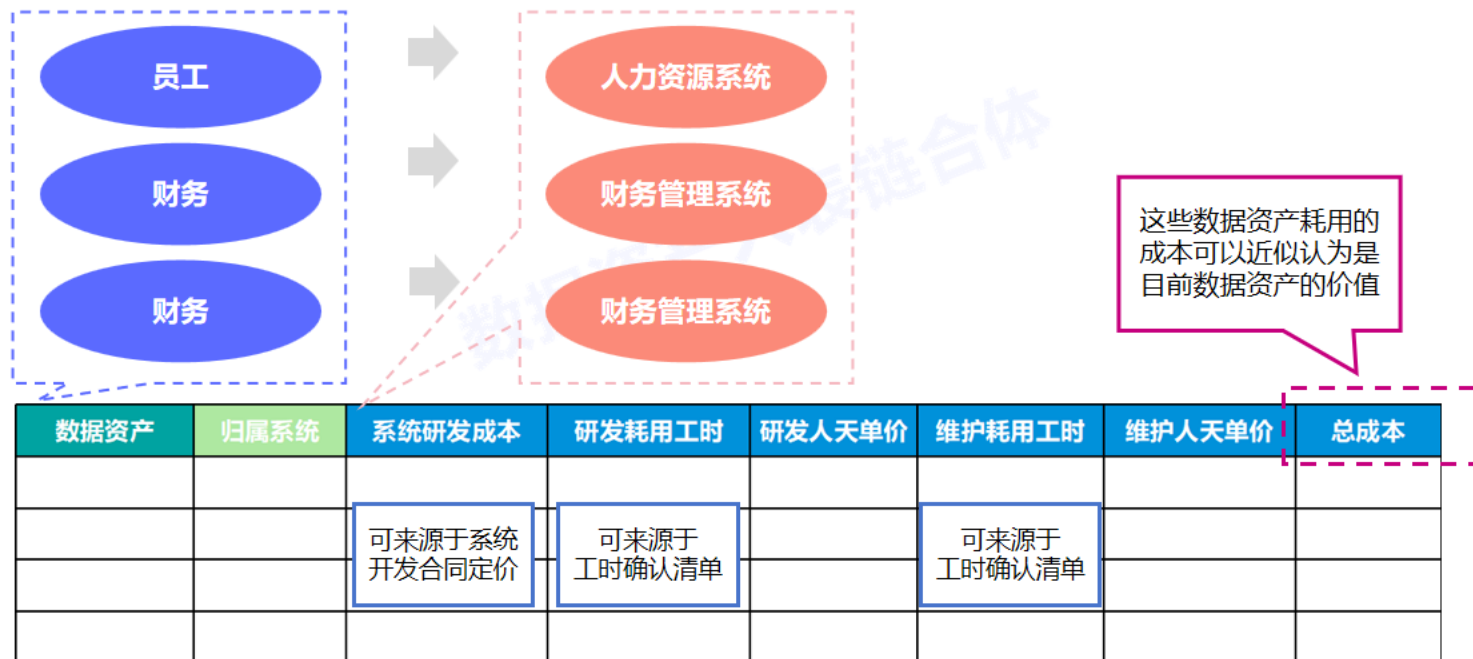 员工
人力资源系统
财务
财务管理系统
财务
财务管理系统
这些数据资产耗用的
成本可以近似认为是
目前数据资产的价值
数据资产
归属系统
系统研发成本
研发耗用工时
研发人天单价
维护耗用工时
维护人天单价
总成本
可来源于系统
开发合同定价
可来源于
工时确认清单
可来源于
工时确认清单